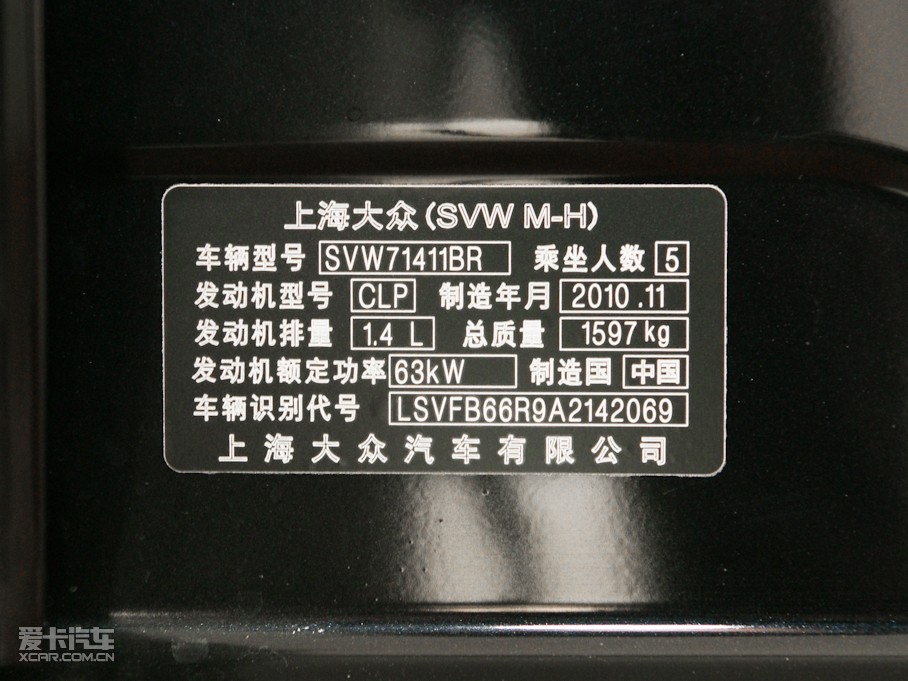 上海大众(SVW M-H)
车辆型号 SVW71411BR 乘坐人数 5
发动机型号 CLP 制造年月 2010.11
发动机排量 1.4 L 总质量 1597kg
发动机额定功率 63kW 制造国 中国
车辆识别代号 LSVFB66R9A2142069
上海大众汽车有限公司
爱卡汽车
XCAR.COM.CN